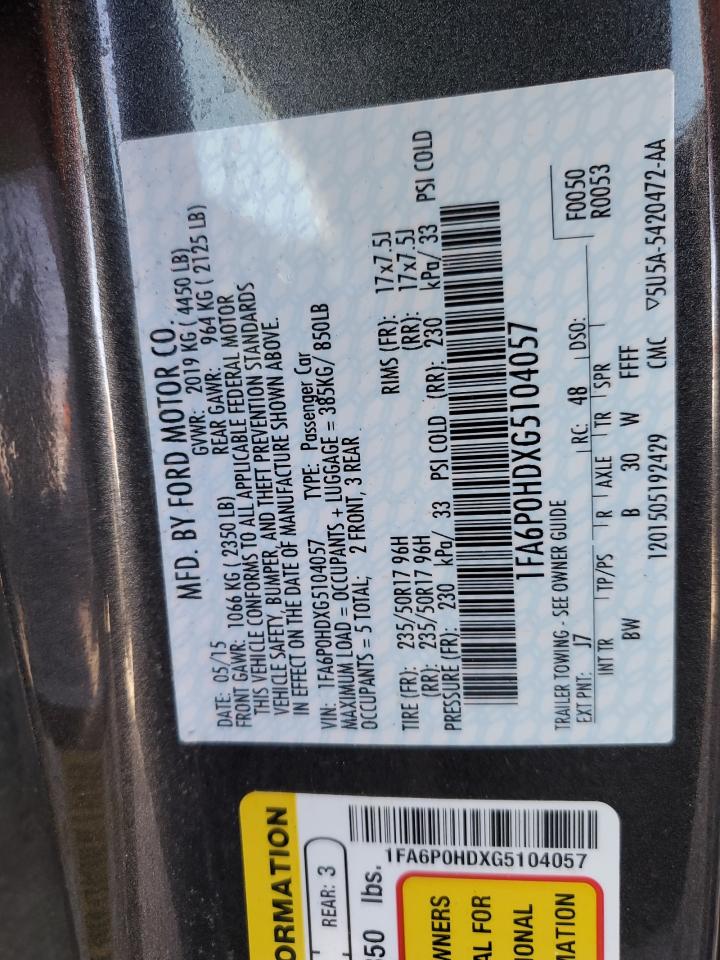 MFD. BY FORD MOTOR CO.
DATE: 05/15 GVWR: 2019 KG ( 4450 LB)
FRONT GAWR: 1066 KG ( 2350 LB) REAR GAWR: 964 KG ( 2125 LB)
THIS VEHICLE CONFORMS TO ALL APPLICABLE FEDERAL MOTOR
VEHICLE SAFETY, BUMPER, AND THEFT PREVENTION STANDARDS
IN EFFECT ON THE DATE OF MANUFACTURE SHOWN ABOVE.
VIN: 1FA6P0HDXG5104057 TYPE: Passenger Car
MAXIMUM LOAD = OCCUPANTS + LUGGAGE = 385KG/ 850LB
OCCUPANTS = 5 TOTAL; 2 FRONT, 3 REAR
TIRE (FR): 235/50R17 96H RIMS (FR): 17x7.5J
(RR): 235/50R17 96H (RR): 17x7.5J
PRESSURE (FR): 230 kPa/ 33 PSI COLD (RR): 230 kPa/ 33 PSI COLD
1FA6P0HDXG5104057
TRAILER TOWING - SEE OWNER GUIDE
EXT PNT: J7 RC: 48 DSO: F0050
R0053
INT TR TP/PS R AXLE TR SPR
BW B 30 W FFFF
1201505192429 CMC ▽5U5A-5420472-AA
ORMATION
REAR: 3
50 lbs.
1FA6P0HDXG5104057
OWNERS
AL FOR
IONAL
MATION